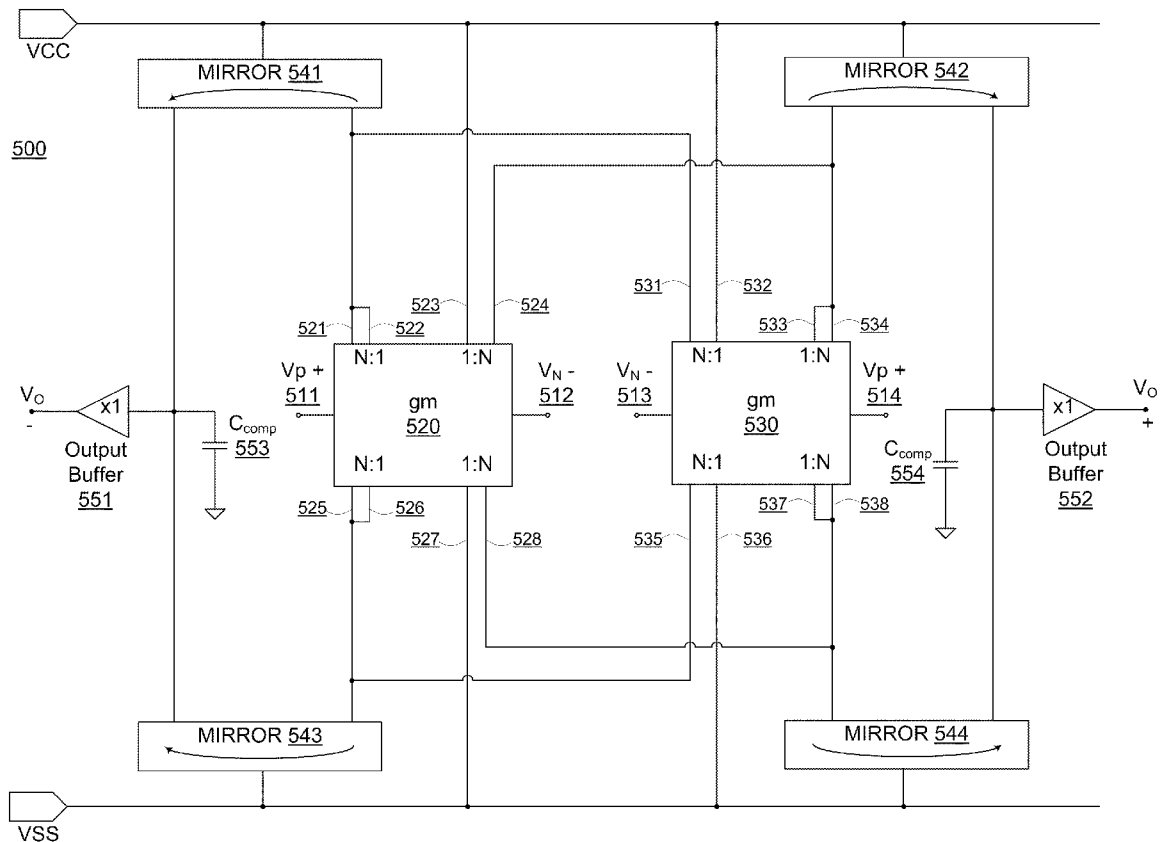 VCC
MIRROR 541
MIRROR 542
500
531
532
523
524
521
522
533
534
N:1
1:N
N:1
1:N
Vp +
511
VN -
512
VN -
513
Vp +
514
gm
520
gm
530
N:1
1:N
N:1
1:N
VO
-
x1
Output
Buffer
551
Ccomp
553
Ccomp
554
x1
Output
Buffer
552
VO
+
525
526
527
528
535
536
537
538
MIRROR 543
MIRROR 544
VSS